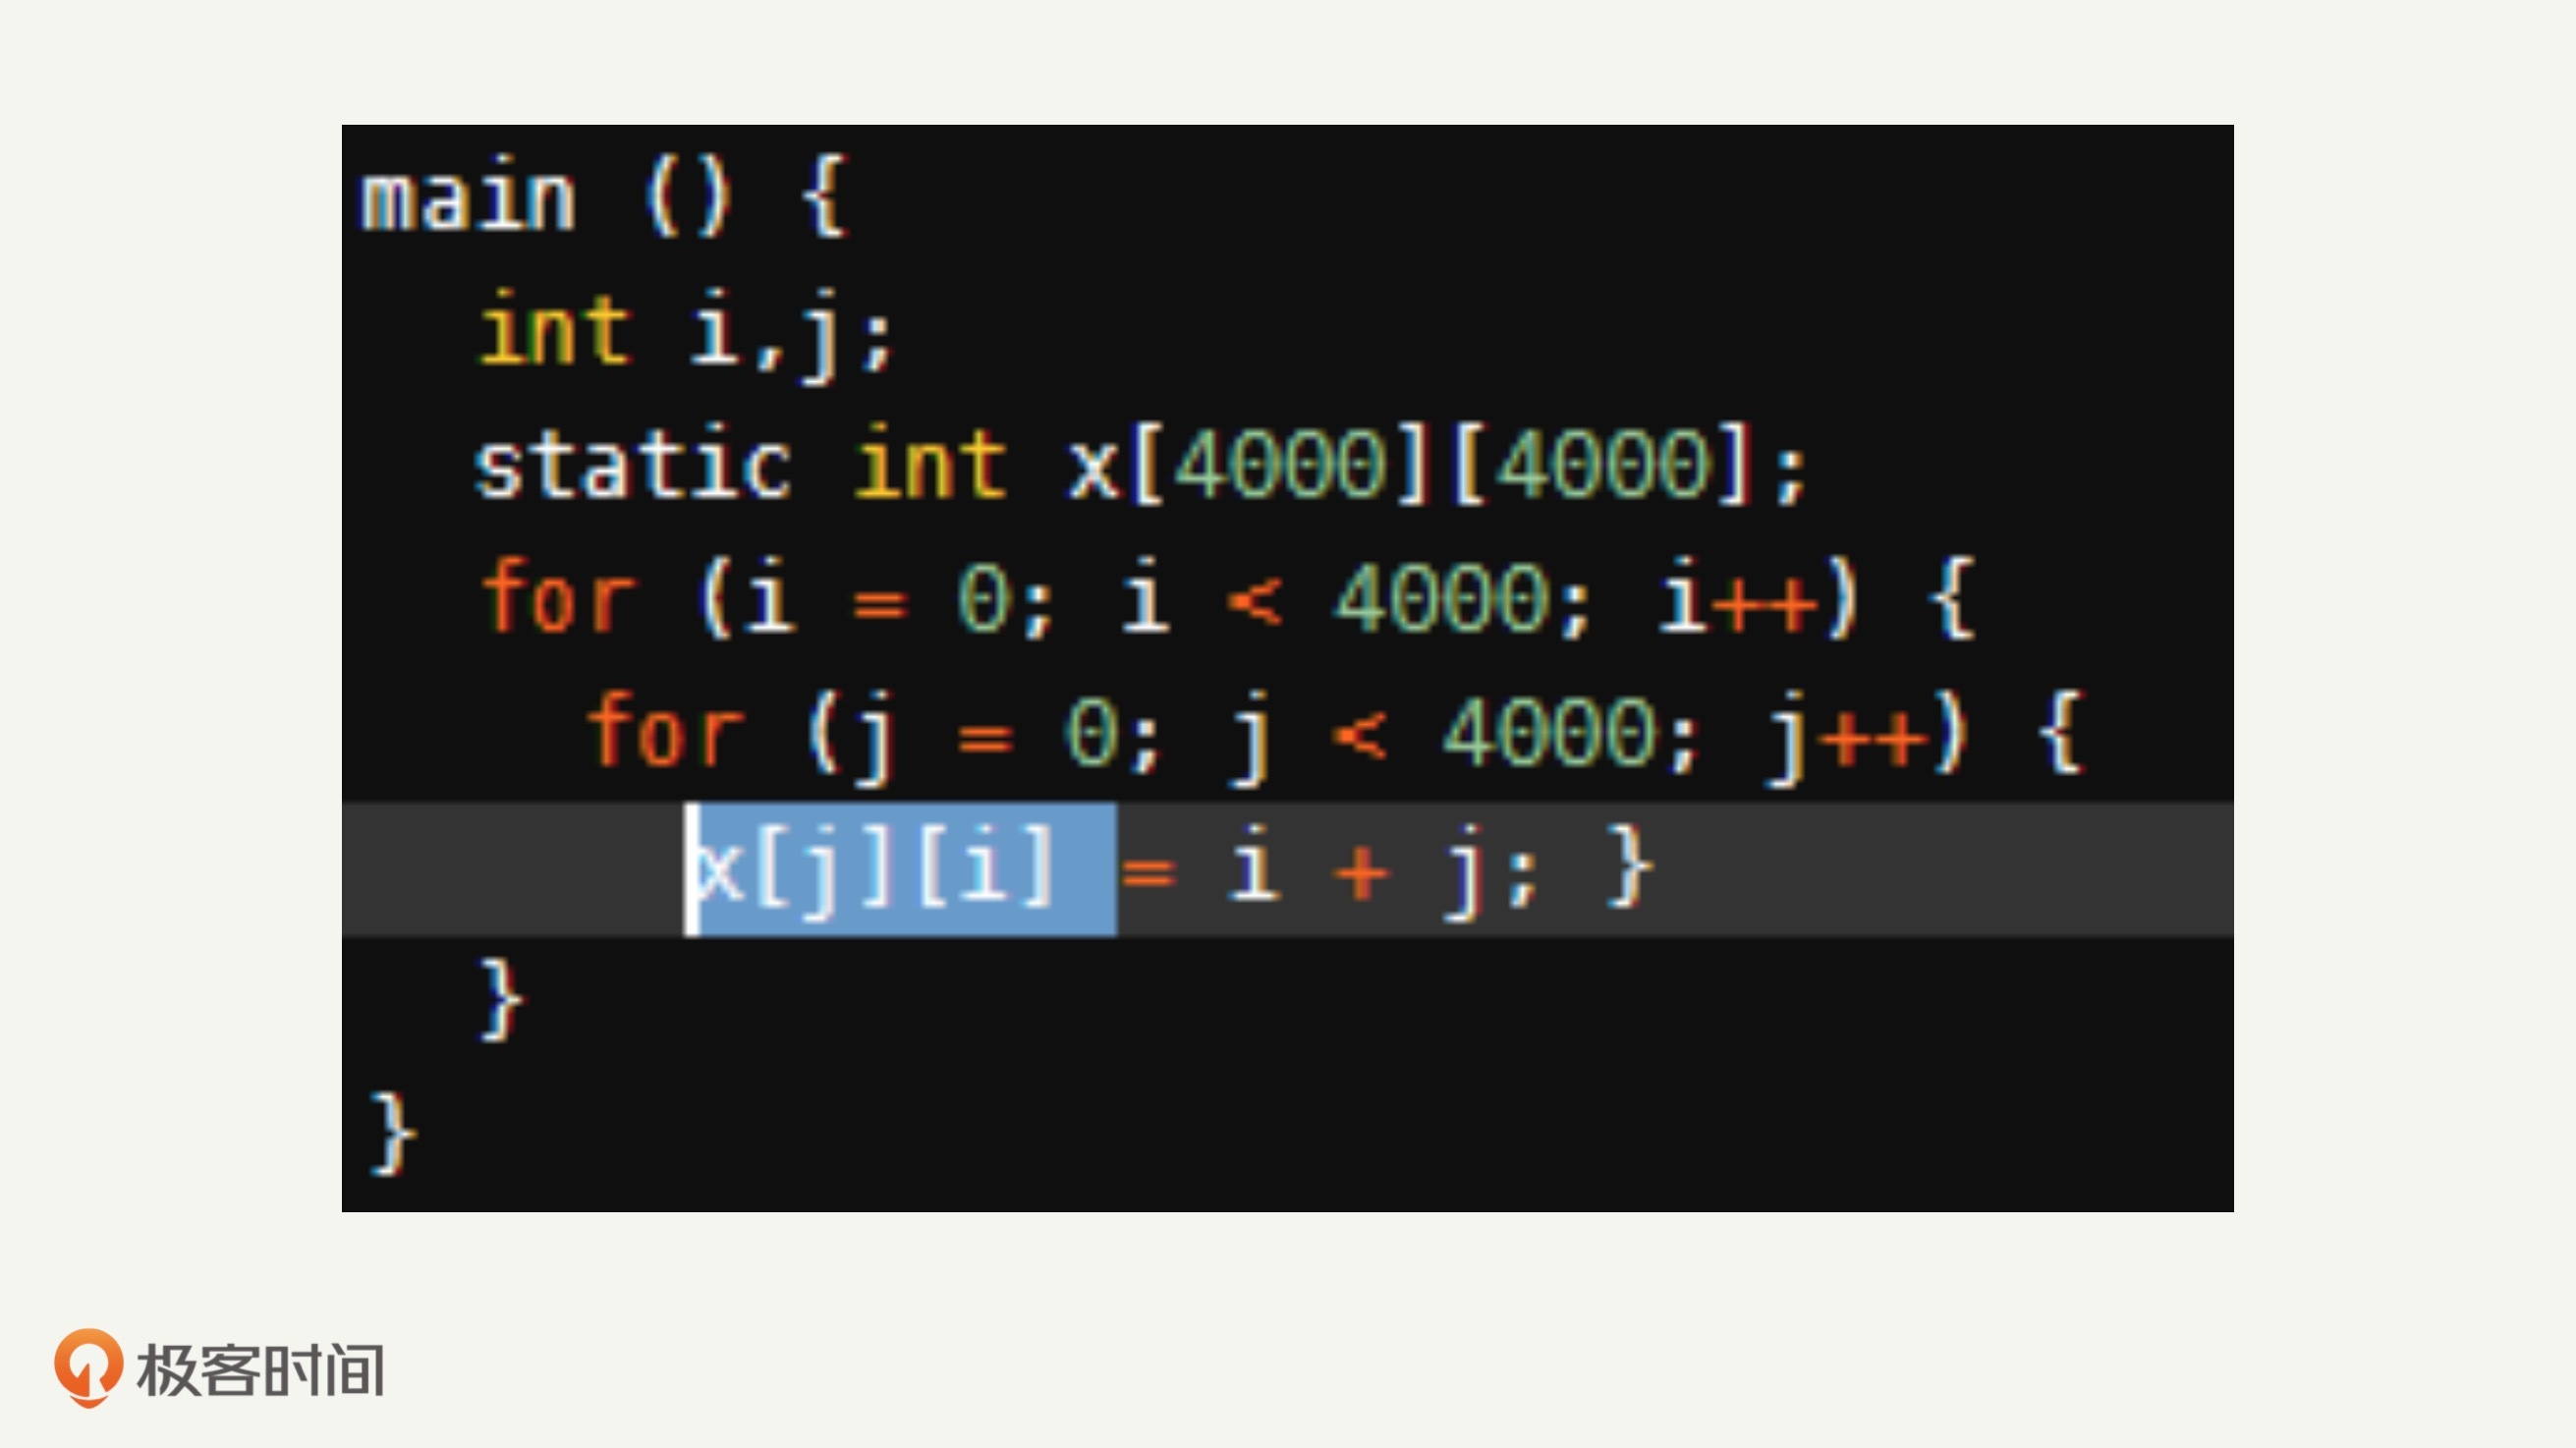 main () {
int i,j;
static int x[4000][4000];
for (i = 0; i < 4000; i++) {
for (j = 0; j < 4000; j++) {
x[j][i] = i + j; }
}
}
极客时间